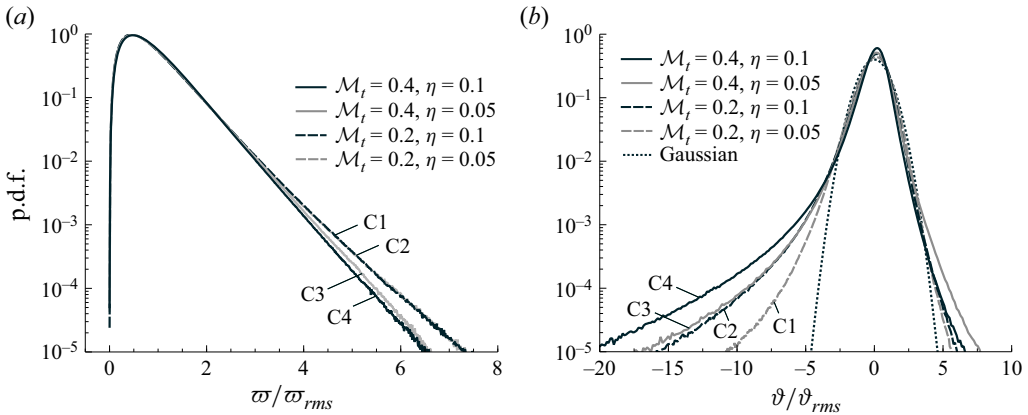 (a)
10⁰
10⁻¹
10⁻²
10⁻³
10⁻⁴
10⁻⁵
p.d.f.
ℳₜ = 0.4, η = 0.1
ℳₜ = 0.4, η = 0.05
ℳₜ = 0.2, η = 0.1
ℳₜ = 0.2, η = 0.05
C1
C2
C3
C4
0 2 4 6 8
ϖ/ϖrms
(b)
10⁰
10⁻¹
10⁻²
10⁻³
10⁻⁴
10⁻⁵
ℳₜ = 0.4, η = 0.1
ℳₜ = 0.4, η = 0.05
ℳₜ = 0.2, η = 0.1
ℳₜ = 0.2, η = 0.05
Gaussian
C4
C3
C2
C1
−20 −15 −10 −5 0 5 10
ϑ/ϑrms